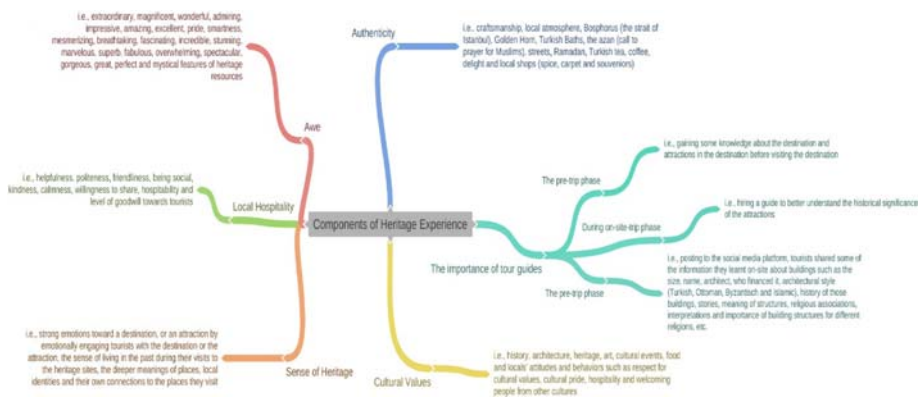 i.e., extraordinary, magnificent, wonderful, admiring,
impressive, amazing, excellent, pride, smartness,
mesmerizing, breathtaking, fascinating, incredible, stunning,
marvelous, superb, fabulous, overwhelming, spectacular,
gorgeous, great, perfect and mystical features of heritage
resources
Awe
Authenticity
i.e., craftsmanship, local atmosphere, Bosphorus (the strait of
Istanbul), Golden Horn, Turkish Baths, the azan (call to
prayer for Muslims), streets, Ramadan, Turkish tea, coffee,
delight and local shops (spice, carpet and souveniors)
i.e., helpfulness, politeness, friendliness, being social,
kindness, calmness, willingness to share, hospitability and
level of goodwill towards tourists
Local Hospitality
Components of Heritage Experience
The importance of tour guides
The pre-trip phase
i.e., gaining some knowledge about the destination and
attractions in the destination before visiting the destination
During on-site-trip phase
i.e., hiring a guide to better understand the historical significance
of the attractions
The pre-trip phase
i.e., posting to the social media platform, tourists shared some of
the information they learnt on-site about buildings such as the
size, name, architect, who financed it, architectural style
(Turkish, Ottoman, Byzantisch and Islamic), history of those
buildings, stories, meaning of structures, religious associations,
interpretations and importance of building structures for different
religions, etc.
i.e., strong emotions toward a destination, or an attraction by
emotionally engaging tourists with the destination or the
attraction, the sense of living in the past during their visits to
the heritage sites, the deeper meanings of places, local
identities and their own connections to the places they visit
Sense of Heritage
Cultural Values
i.e., history, architecture, heritage, art, cultural events, food
and locals' attitudes and behaviors such as respect for
cultural values, cultural pride, hospitality and welcoming
people from other cultures